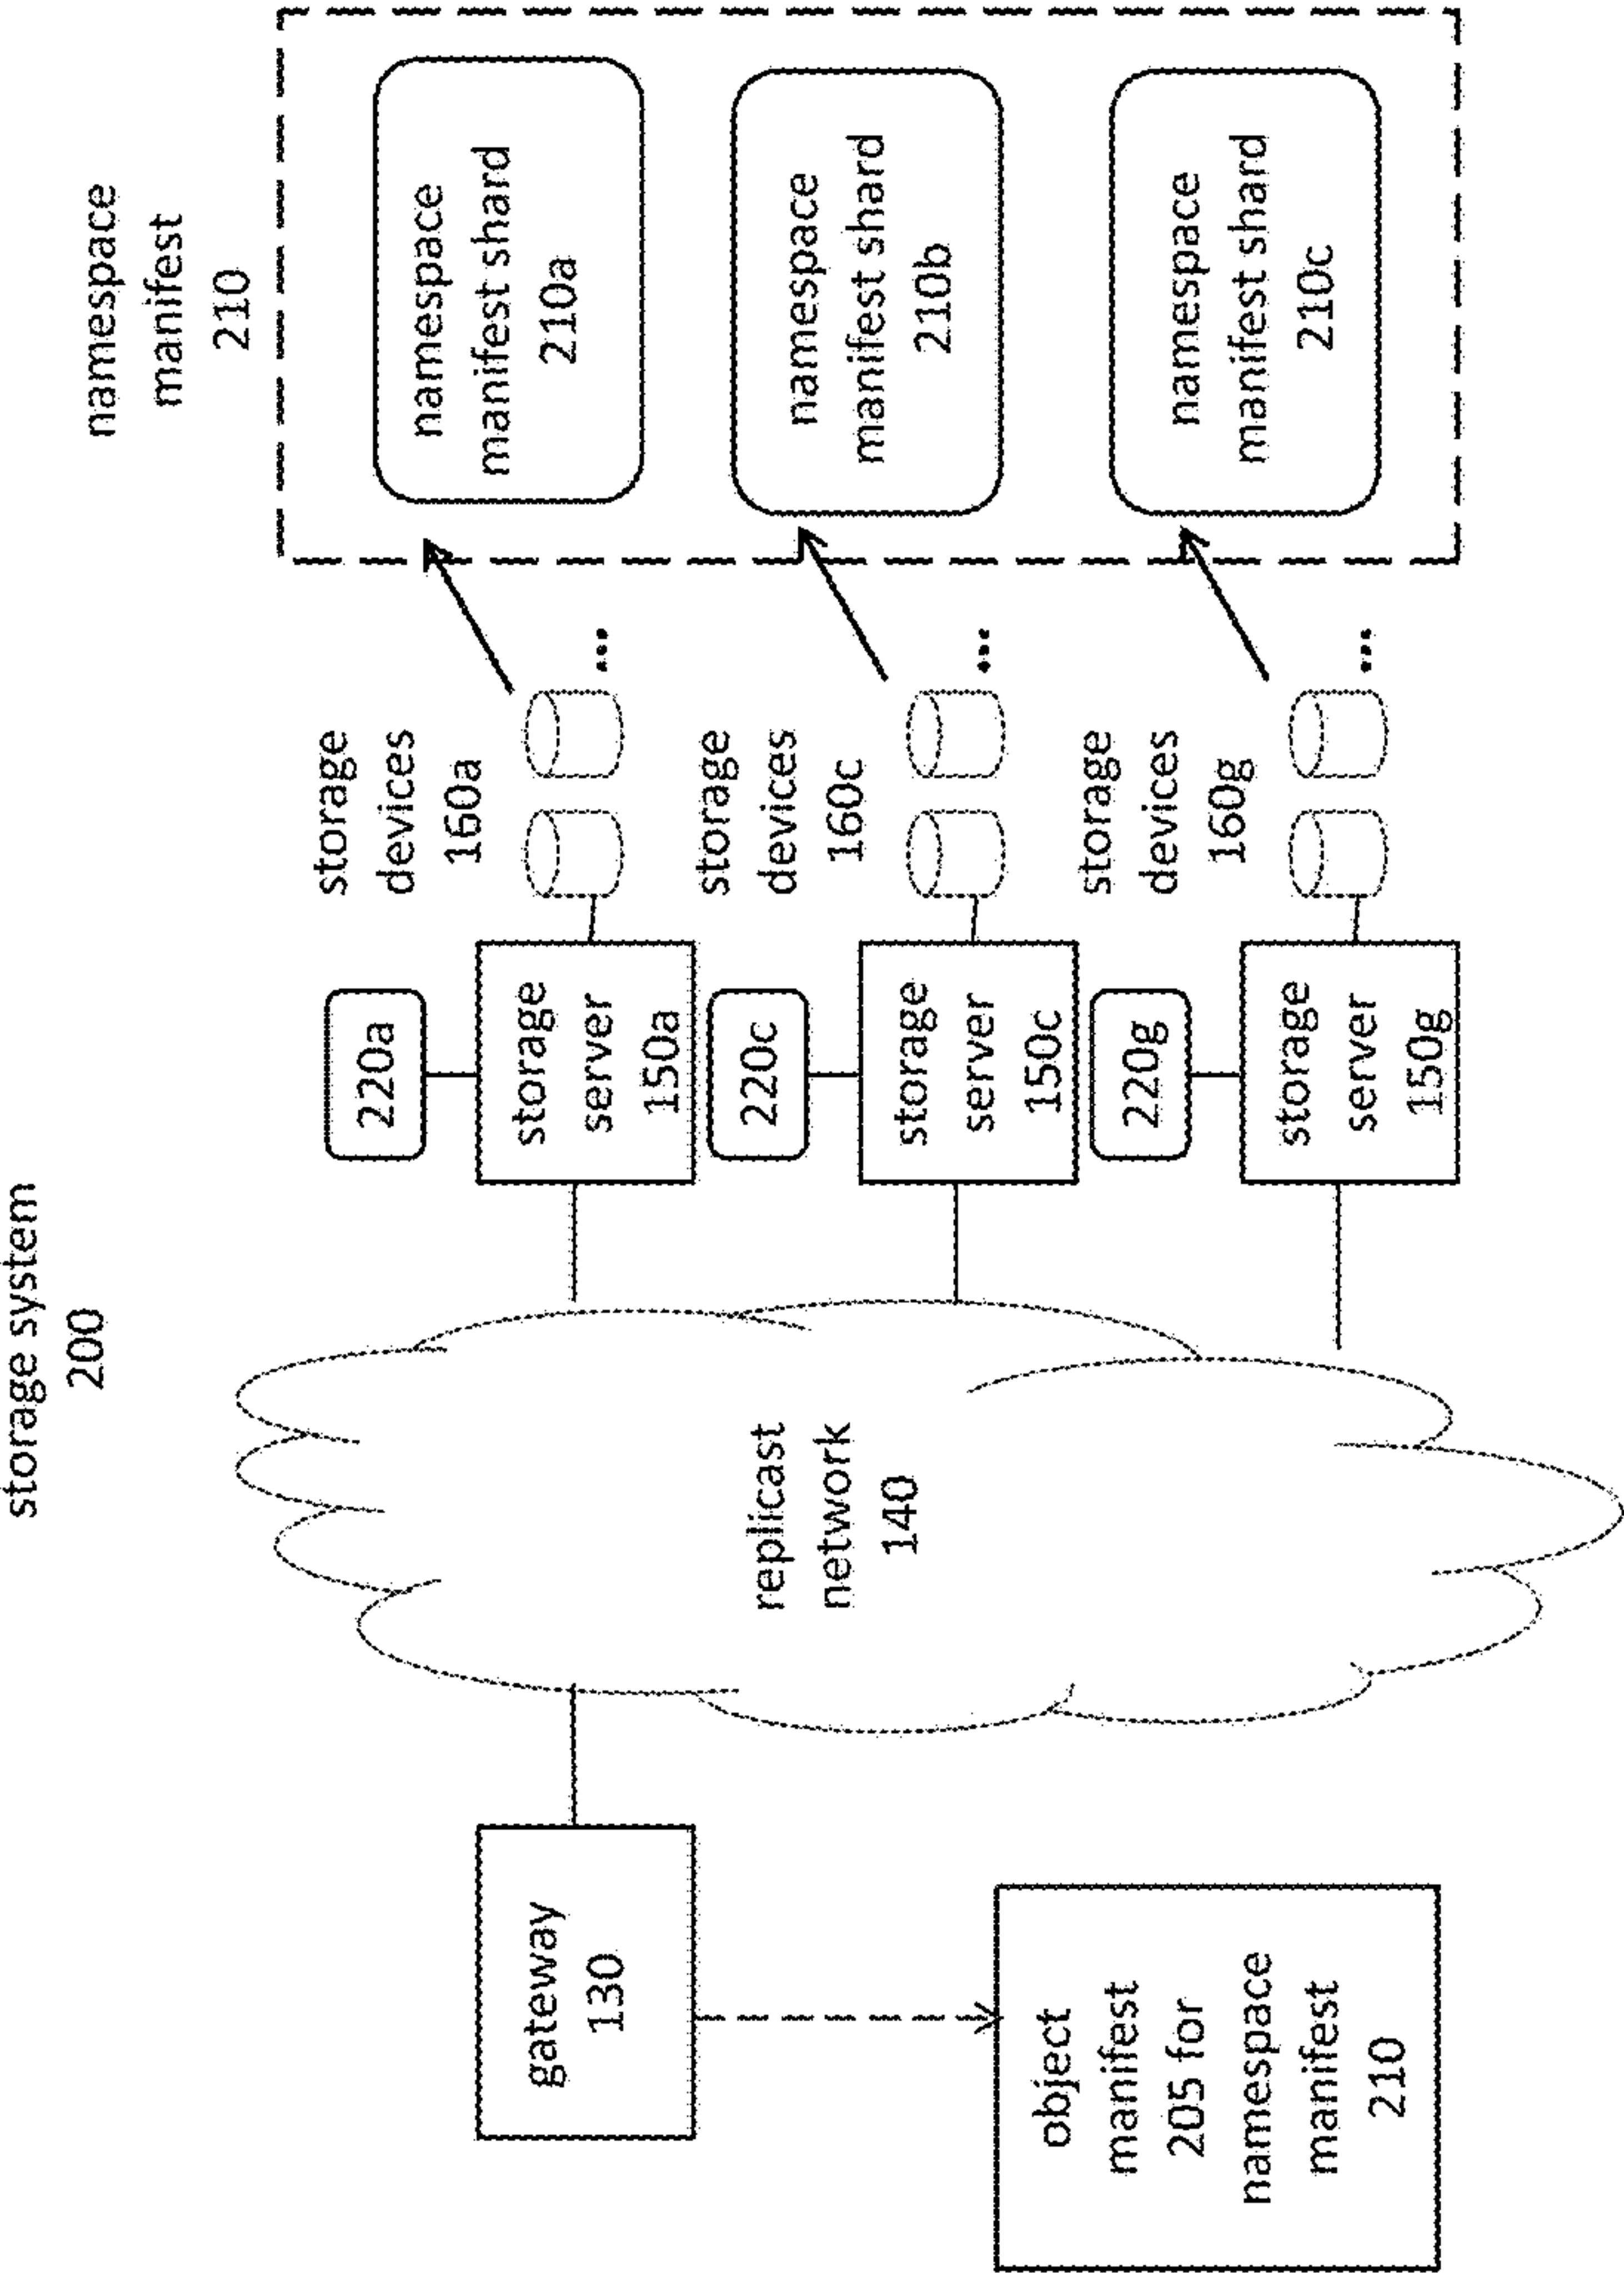 storage system
200
namespace
manifest
210
gateway
130
object
manifest
205 for
namespace
manifest
210
replicast
network
140
220a
storage
server
150a
storage
devices
160a
...
namespace
manifest shard
210a
220c
storage
server
150c
storage
devices
160c
...
namespace
manifest shard
210b
220g
storage
server
150g
storage
devices
160g
...
namespace
manifest shard
210c